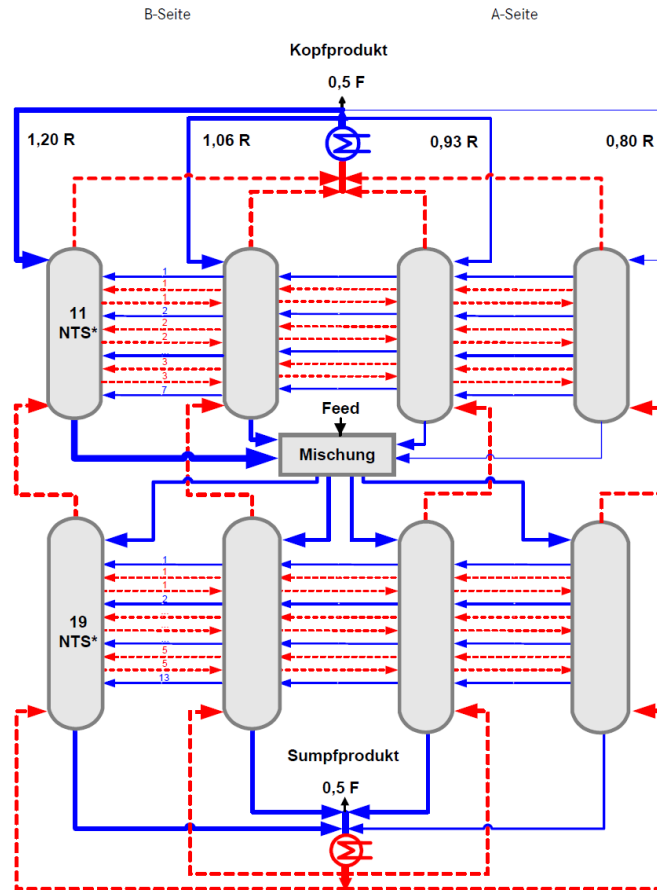 B-Seite A-Seite
Kopfprodukt
0,5 F
1,20 R 1,06 R 0,93 R 0,80 R
1
1
1
11
NTS*
2
2
2
...
3
3
7
Feed
Mischung
1
1
1
19
NTS*
2
...
...
...
5
5
13
Sumpfprodukt
0,5 F